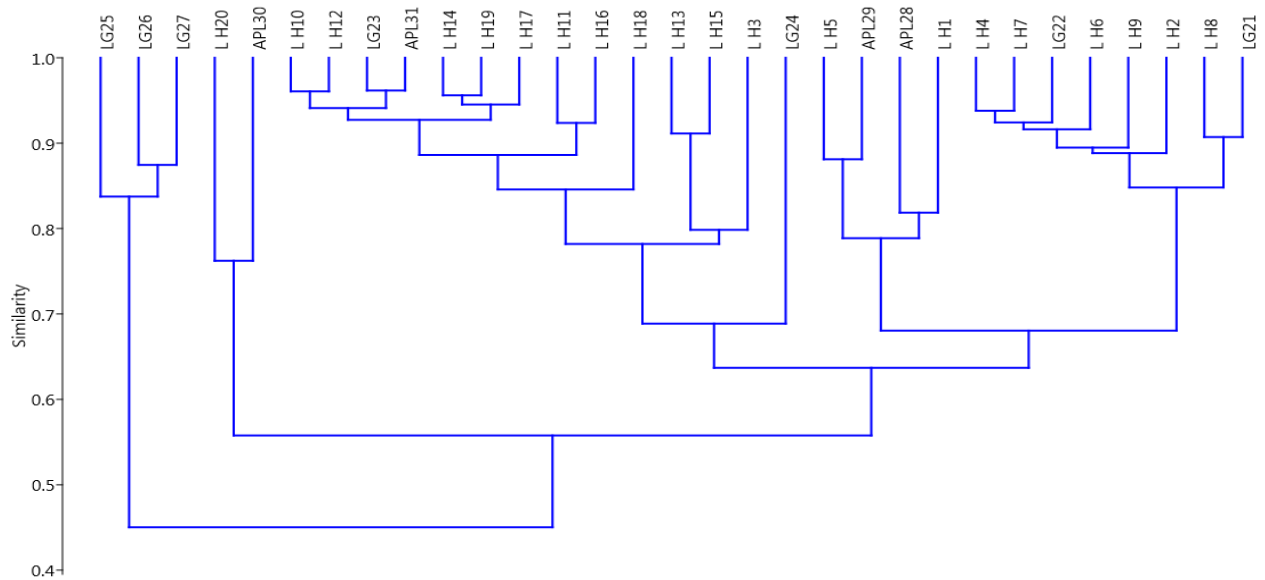 LG25
LG26
LG27
L H20
APL30
L H10
L H12
LG23
APL31
L H14
L H19
L H17
L H11
L H16
L H18
L H13
L H15
L H3
LG24
L H5
APL29
APL28
L H1
L H4
L H7
LG22
L H6
L H9
L H2
L H8
LG21
1.0
0.9
0.8
0.7
0.6
0.5
0.4
Similarity